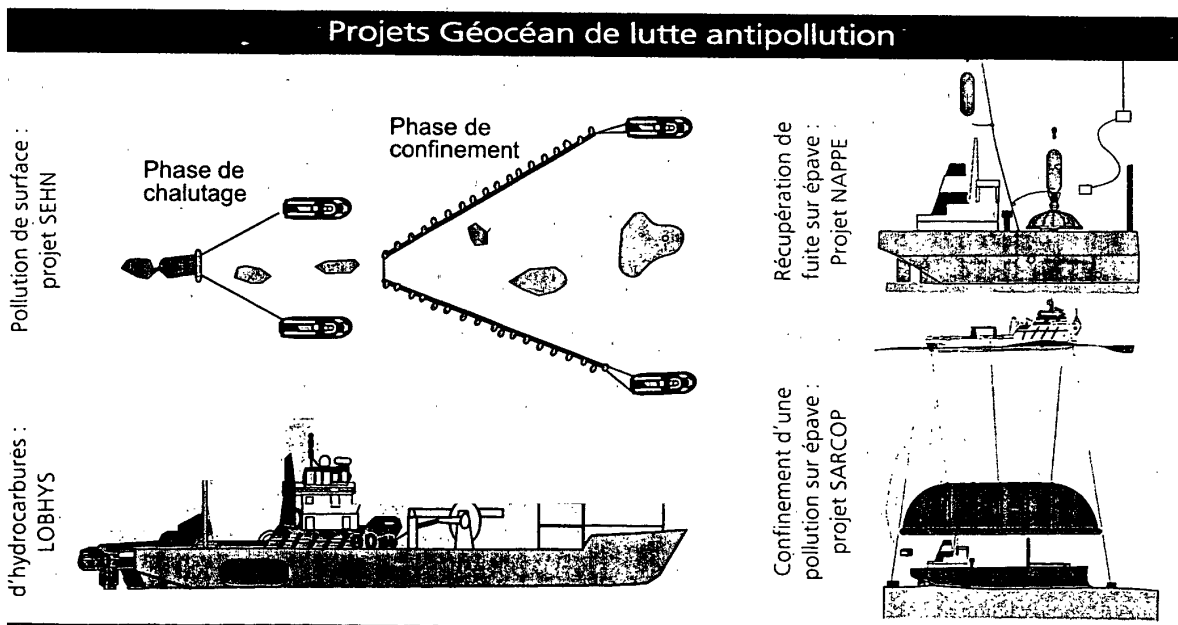 Projets Géocéan de lutte antipollution
Pollution de surface :
projet SEHN
Phase de
chalutage
Phase de
confinement
Récupération de
fuite sur épave :
Projet NAPPE
d'hydrocarburés :
LOBHYS
Confinement d'une
pollution sur épave :
projet SARCOP